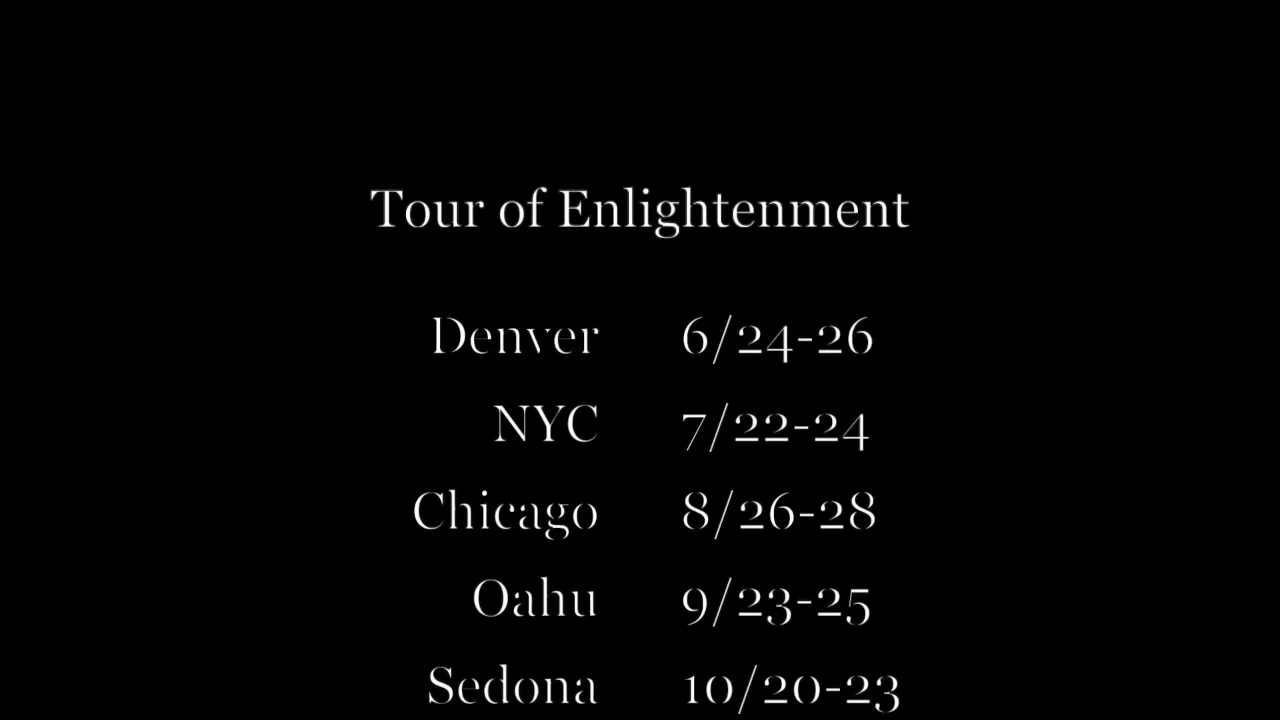 Tour of Enlightenment
Denver 6/24-26
NYC 7/22-24
Chicago 8/26-28
Oahu 9/23-25
Sedona 10/20-23